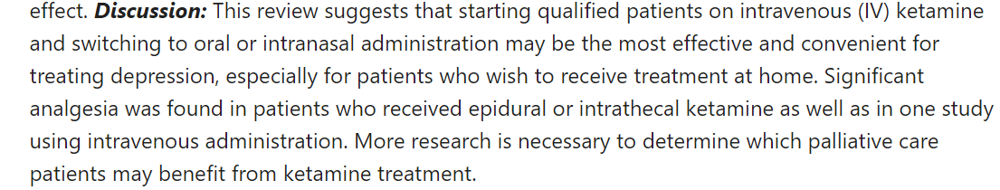 effect. Discussion: This review suggests that starting qualified patients on intravenous (IV) ketamine
and switching to oral or intranasal administration may be the most effective and convenient for
treating depression, especially for patients who wish to receive treatment at home. Significant
analgesia was found in patients who received epidural or intrathecal ketamine as well as in one study
using intravenous administration. More research is necessary to determine which palliative care
patients may benefit from ketamine treatment.